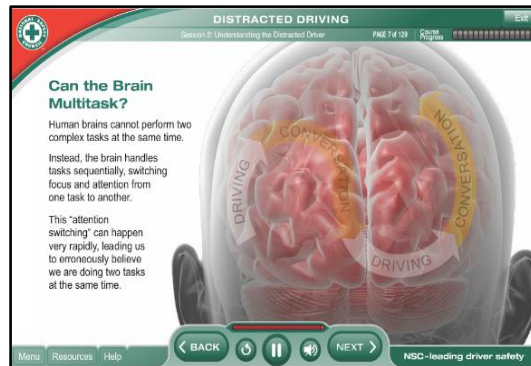 DISTRACTED DRIVING
Exit
Session 2: Understanding the Distracted Driver
PAGE 7 of 120
Course
Progress
NATIONAL SAFETY COUNCIL
Can the Brain
Multitask?
Human brains cannot perform two
complex tasks at the same time.
Instead, the brain handles
tasks sequentially, switching
focus and attention from
one task to another.
This "attention
switching" can happen
very rapidly, leading us
to erroneously believe
we are doing two tasks
at the same time.
DRIVING
CONVERSATION
DRIVING
CONVERSATION
Menu
Resources
Help
BACK
NEXT
NSC-leading driver safety